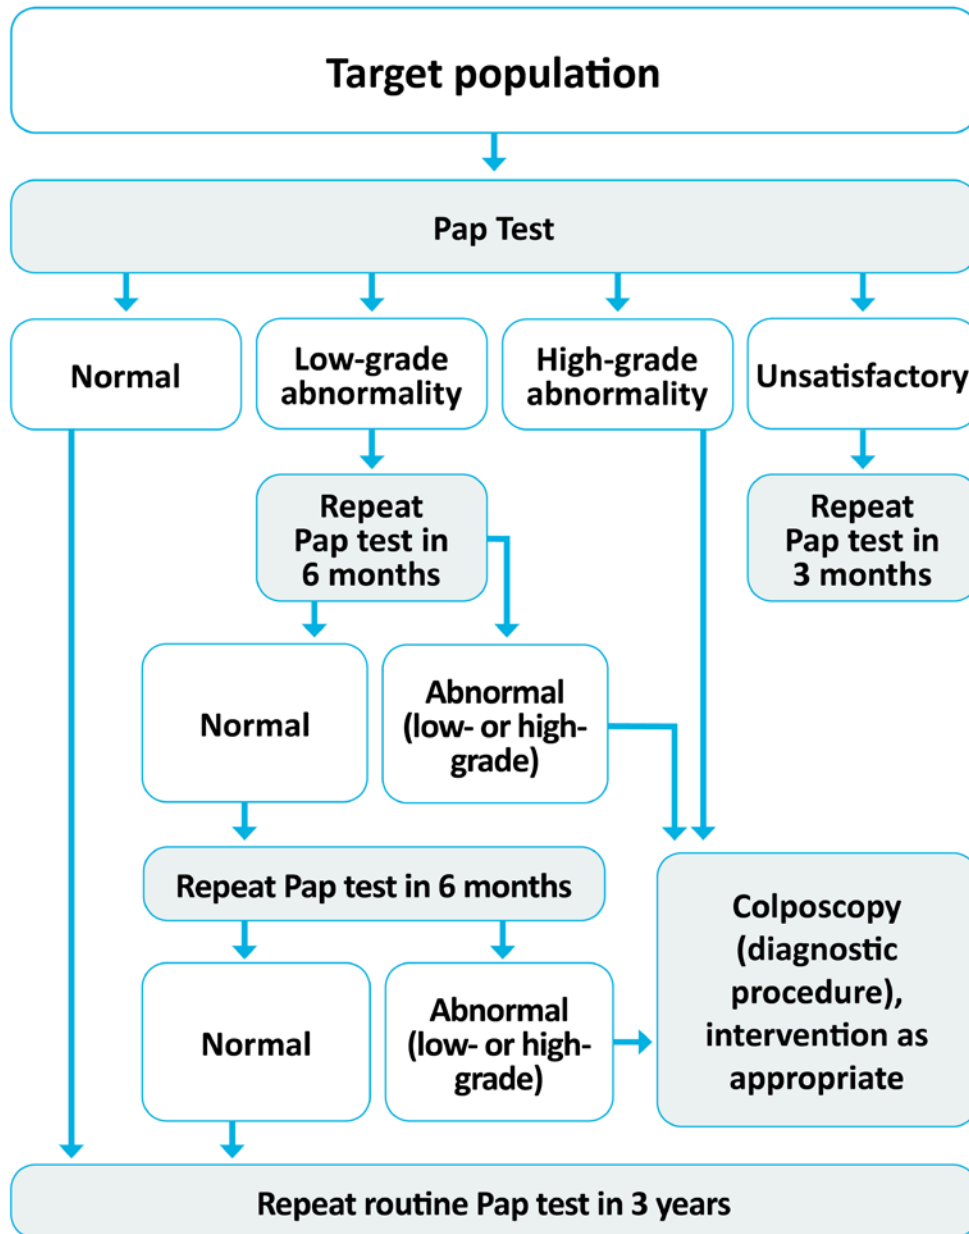 Target population
Pap Test
Normal
Low-grade
abnormality
High-grade
abnormality
Unsatisfactory
Repeat
Pap test in
6 months
Repeat
Pap test in
3 months
Normal
Abnormal
(low- or high-
grade)
Repeat Pap test in 6 months
Colposcopy
(diagnostic
procedure),
intervention as
appropriate
Normal
Abnormal
(low- or high-
grade)
Repeat routine Pap test in 3 years